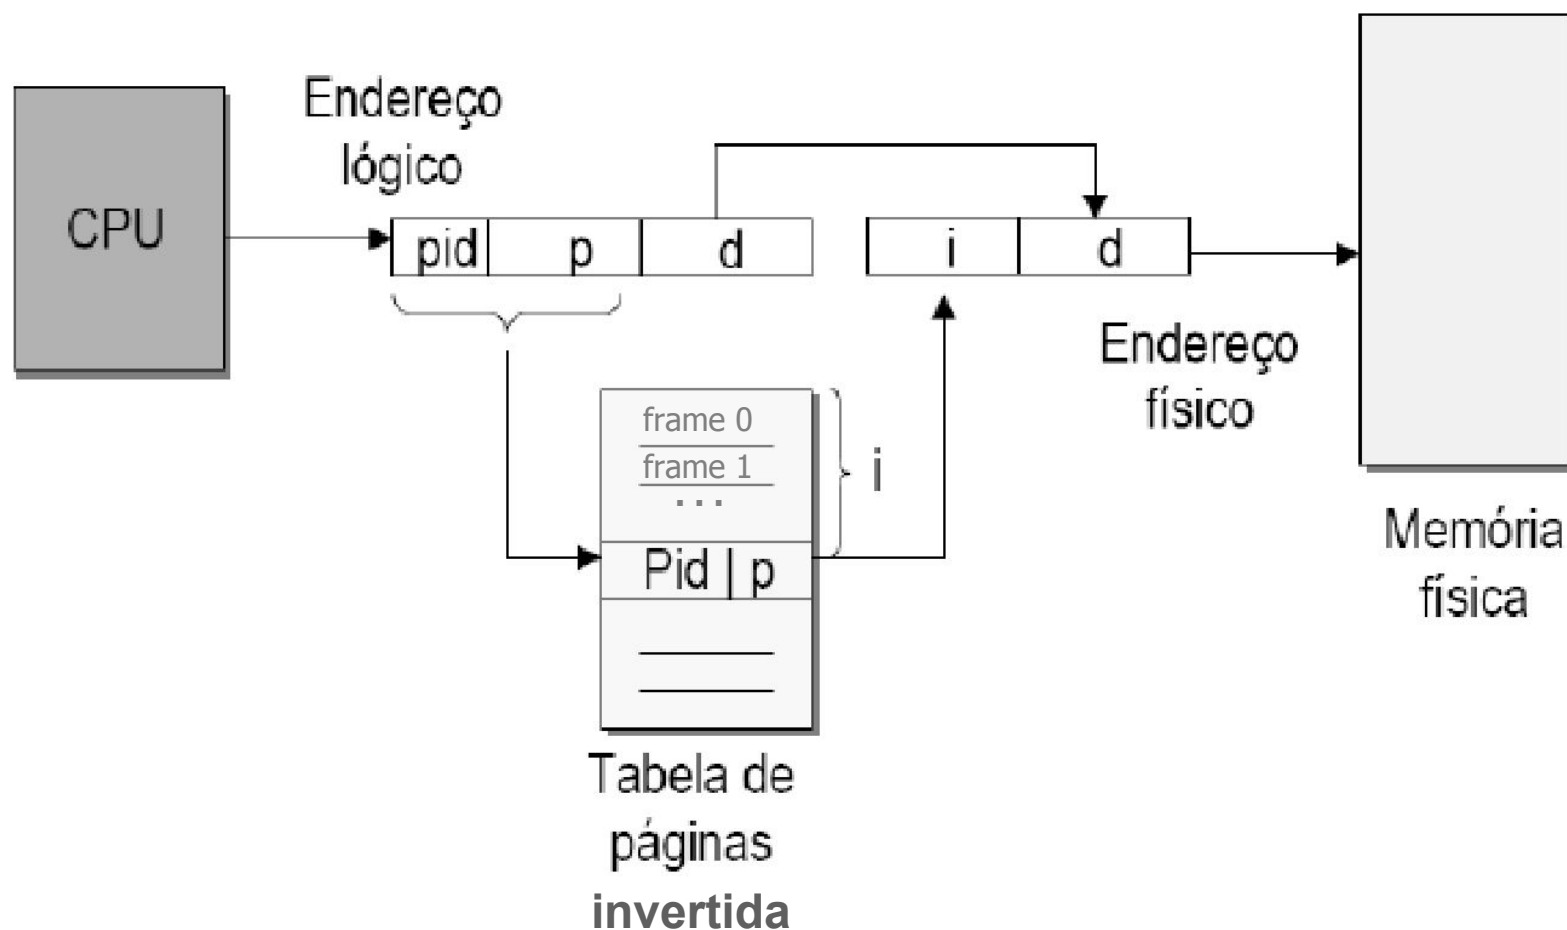 Endereço
lógico
CPU
pid p d
i d
Endereço
físico
frame 0
frame 1
...
i
Pid | p
Memória
física
Tabela de
páginas
invertida